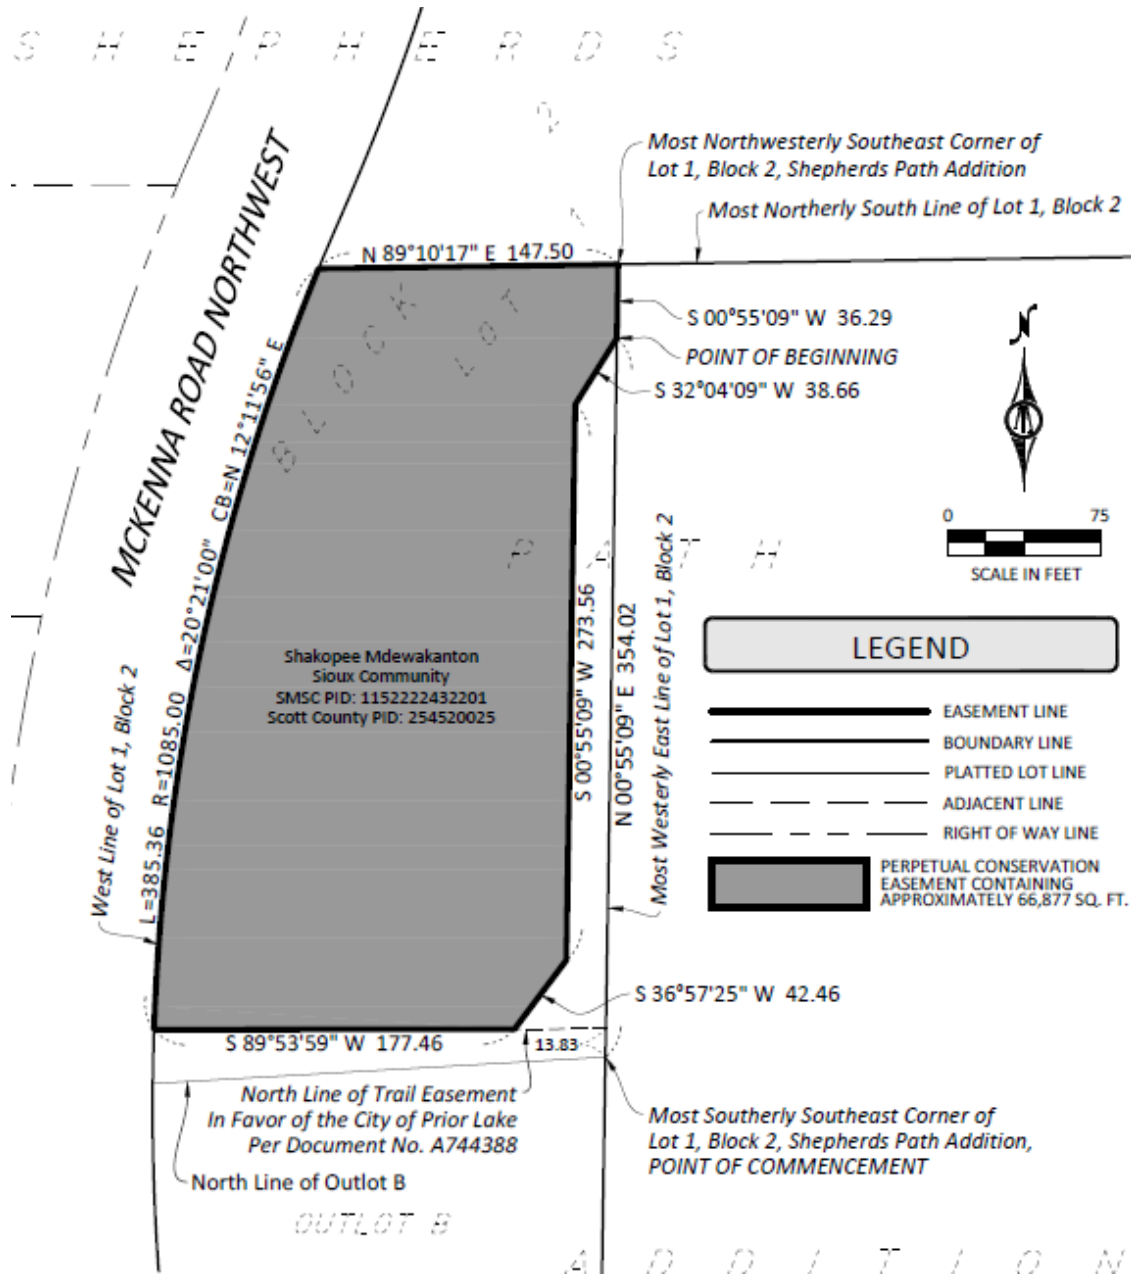 S H E P H E R D S
2
Most Northwesterly Southeast Corner of
Lot 1, Block 2, Shepherds Path Addition
1
Most Northerly South Line of Lot 1, Block 2
N 89°10'17" E 147.50
MCKENNA ROAD NORTHWEST
BLOCK
LOT
S 00°55'09" W 36.29
POINT OF BEGINNING
S 32°04'09" W 38.66
N
0 75
SCALE IN FEET
P A T H
L=385.36 R=1085.00 Δ=20°21'00" CB=N 12°11'56" E
West Line of Lot 1, Block 2
Shakopee Mdewakanton
Sioux Community
SMSC PID: 1152222432201
Scott County PID: 254520025
S 00°55'09" W 273.56
N 00°55'09" E 354.02
Most Westerly East Line of Lot 1, Block 2
LEGEND
EASEMENT LINE
BOUNDARY LINE
PLATTED LOT LINE
ADJACENT LINE
RIGHT OF WAY LINE
PERPETUAL CONSERVATION
EASEMENT CONTAINING
APPROXIMATELY 66,877 SQ. FT.
S 36°57'25" W 42.46
S 89°53'59" W 177.46
13.83
North Line of Trail Easement
In Favor of the City of Prior Lake
Per Document No. A744388
North Line of Outlot B
Most Southerly Southeast Corner of
Lot 1, Block 2, Shepherds Path Addition,
POINT OF COMMENCEMENT
OUTLOT B
A D D I T I O N